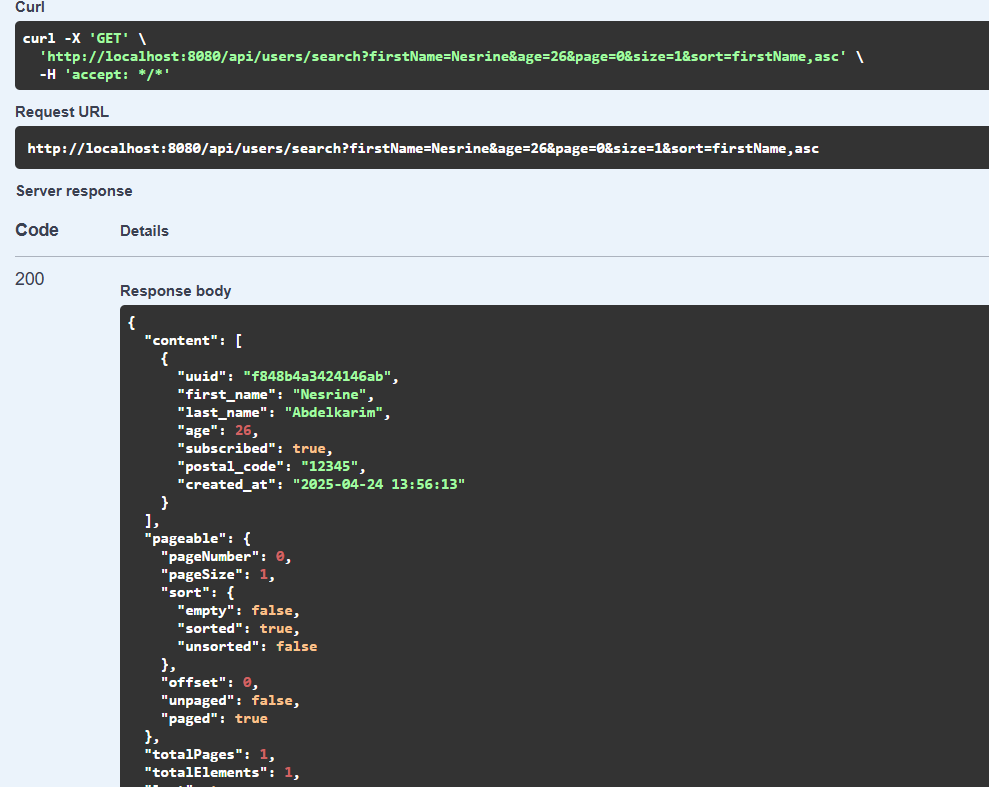 Curl
curl -X 'GET' \
  'http://localhost:8080/api/users/search?firstName=Nesrine&age=26&page=0&size=1&sort=firstName,asc' \
  -H 'accept: */*'
Request URL
http://localhost:8080/api/users/search?firstName=Nesrine&age=26&page=0&size=1&sort=firstName,asc
Server response
Code Details
200
Response body
{
  "content": [
    {
      "uuid": "f848b4a3424146ab",
      "first_name": "Nesrine",
      "last_name": "Abdelkarim",
      "age": 26,
      "subscribed": true,
      "postal_code": "12345",
      "created_at": "2025-04-24 13:56:13"
    }
  ],
  "pageable": {
    "pageNumber": 0,
    "pageSize": 1,
    "sort": {
      "empty": false,
      "sorted": true,
      "unsorted": false
    },
    "offset": 0,
    "unpaged": false,
    "paged": true
  },
  "totalPages": 1,
  "totalElements": 1,